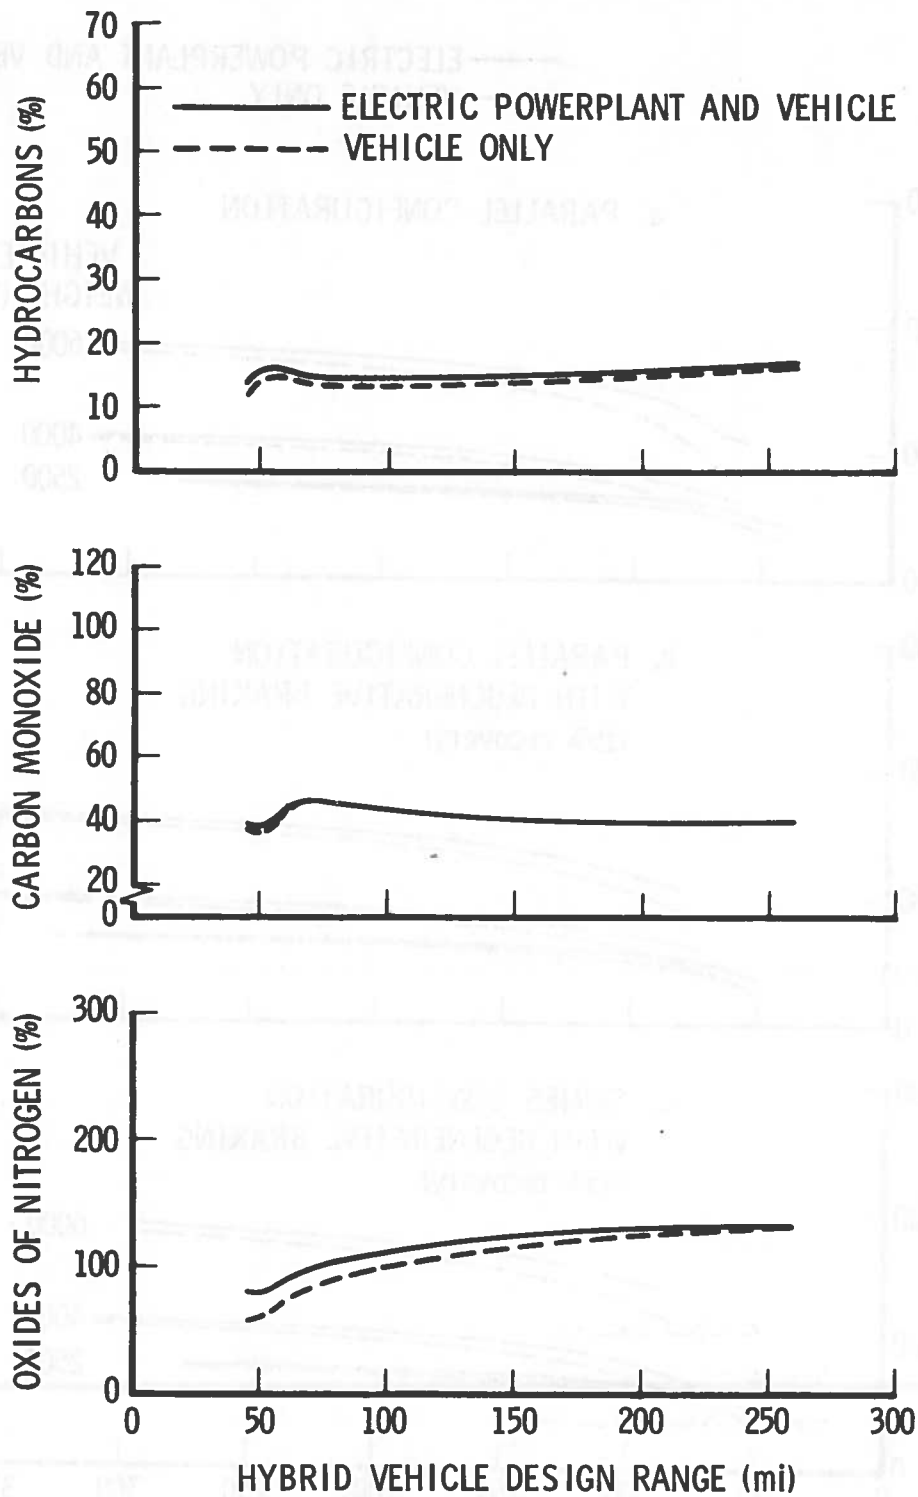 HYDROCARBONS (%)
70
60
50
40
30
20
10
0
ELECTRIC POWERPLANT AND VEHICLE
VEHICLE ONLY
CARBON MONOXIDE (%)
120
100
80
60
40
20
0
OXIDES OF NITROGEN (%)
300
200
100
0
0 50 100 150 200 250 300
HYBRID VEHICLE DESIGN RANGE (mi)